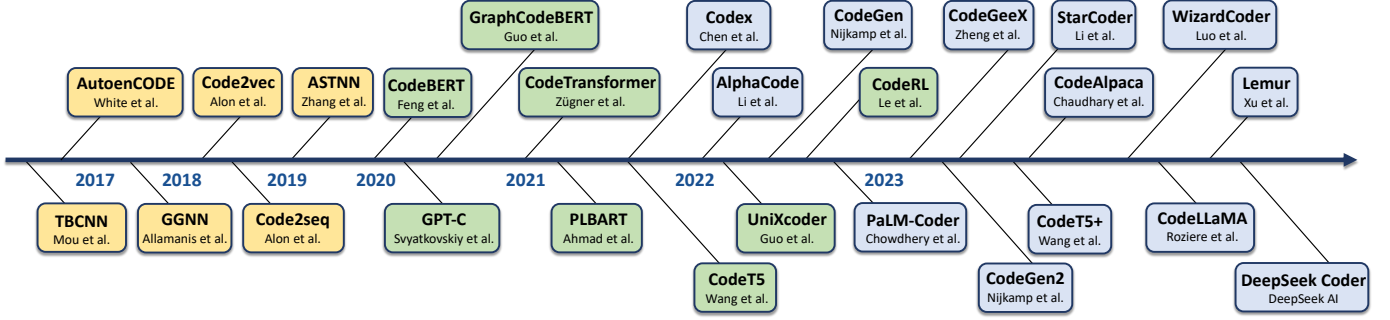 GraphCodeBERT
Guo et al.
Codex
Chen et al.
CodeGen
Nijkamp et al.
CodeGeeX
Zheng et al.
StarCoder
Li et al.
WizardCoder
Luo et al.
AutoenCODE
White et al.
Code2vec
Alon et al.
ASTNN
Zhang et al.
CodeBERT
Feng et al.
CodeTransformer
Zügner et al.
AlphaCode
Li et al.
CodeRL
Le et al.
CodeAlpaca
Chaudhary et al.
Lemur
Xu et al.
2017
2018
2019
2020
2021
2022
2023
TBCNN
Mou et al.
GGNN
Allamanis et al.
Code2seq
Alon et al.
GPT-C
Svyatkovskiy et al.
PLBART
Ahmad et al.
UniXcoder
Guo et al.
PaLM-Coder
Chowdhery et al.
CodeT5+
Wang et al.
CodeLLaMA
Roziere et al.
CodeT5
Wang et al.
CodeGen2
Nijkamp et al.
DeepSeek Coder
DeepSeek AI